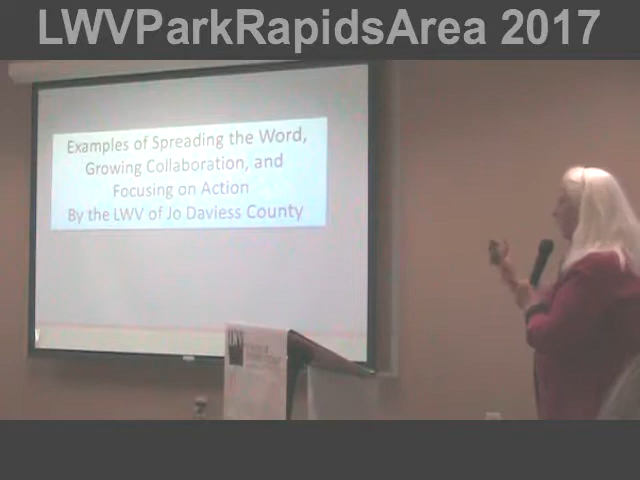 LWVParkRapidsArea 2017
Examples of Spreading the Word,
Growing Collaboration, and
Focusing on Action
By the LWV of Jo Daviess County
LWV